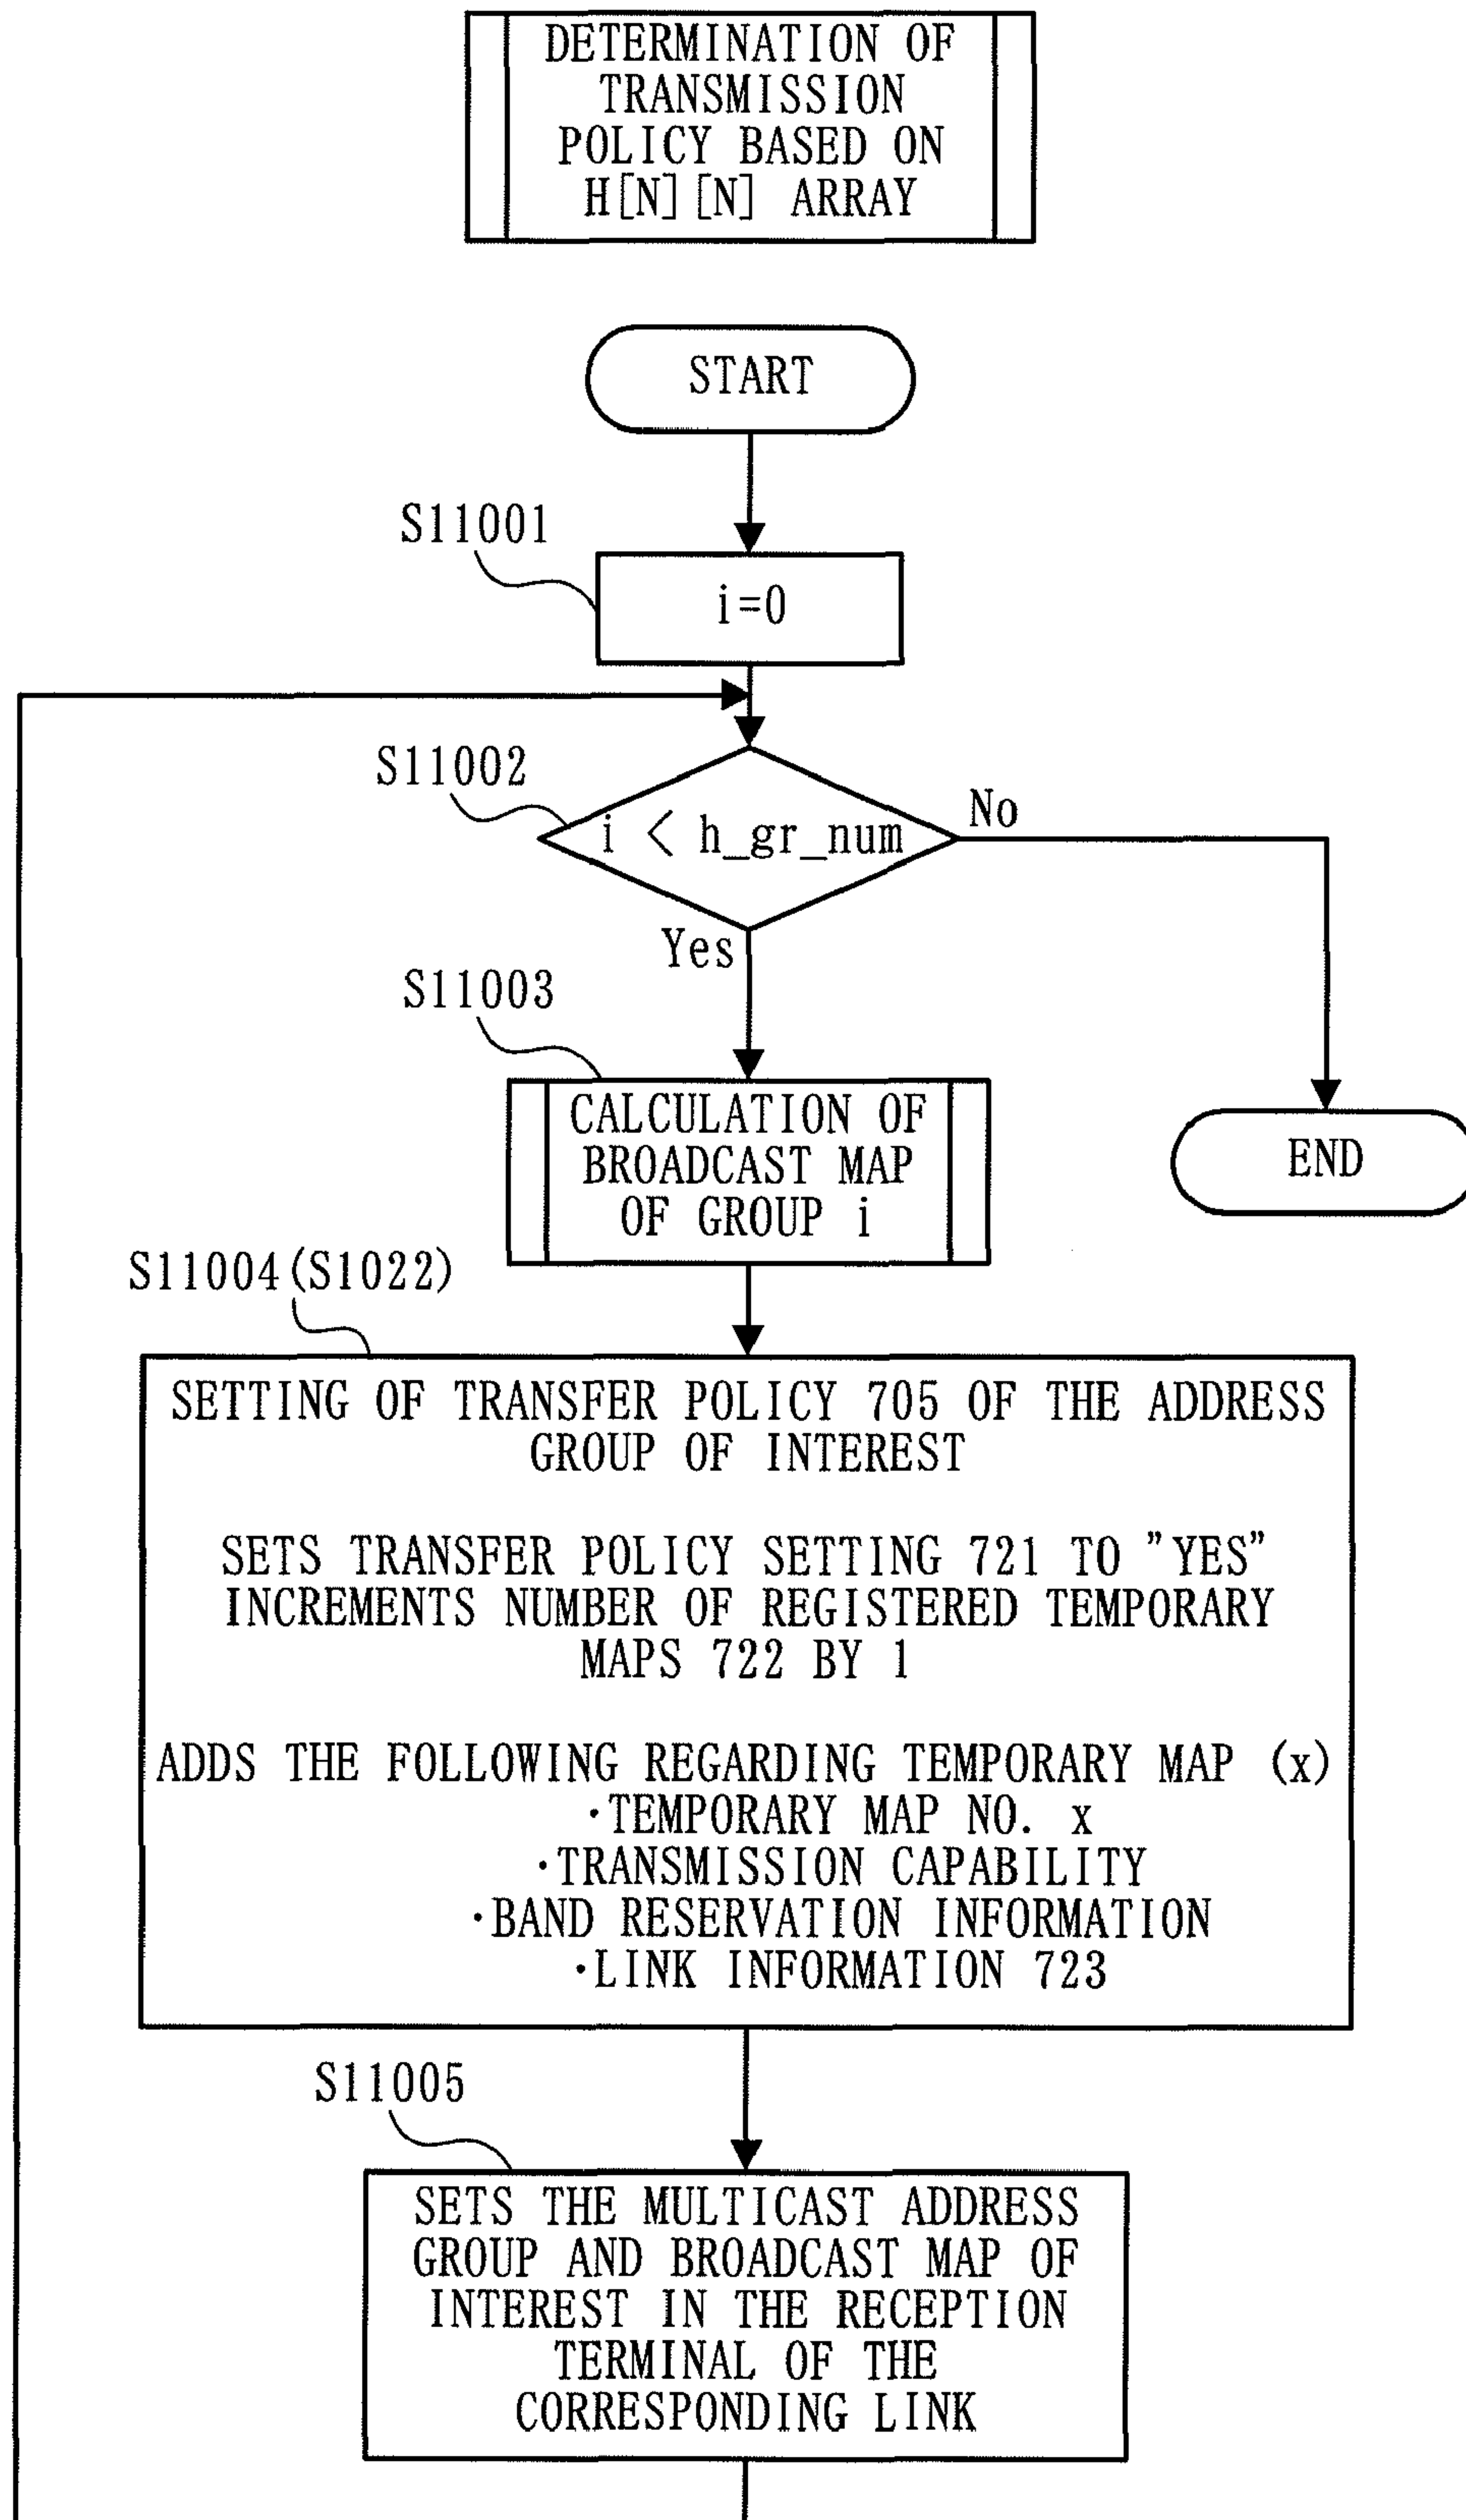 DETERMINATION OF
TRANSMISSION
POLICY BASED ON
H[N][N] ARRAY
START
S11001
i=0
S11002
i < h_gr_num
No
Yes
S11003
CALCULATION OF
BROADCAST MAP
OF GROUP i
END
S11004(S1022)
SETTING OF TRANSFER POLICY 705 OF THE ADDRESS
GROUP OF INTEREST
SETS TRANSFER POLICY SETTING 721 TO "YES"
INCREMENTS NUMBER OF REGISTERED TEMPORARY
MAPS 722 BY 1
ADDS THE FOLLOWING REGARDING TEMPORARY MAP (x)
·TEMPORARY MAP NO. x
·TRANSMISSION CAPABILITY
·BAND RESERVATION INFORMATION
·LINK INFORMATION 723
S11005
SETS THE MULTICAST ADDRESS
GROUP AND BROADCAST MAP OF
INTEREST IN THE RECEPTION
TERMINAL OF THE
CORRESPONDING LINK